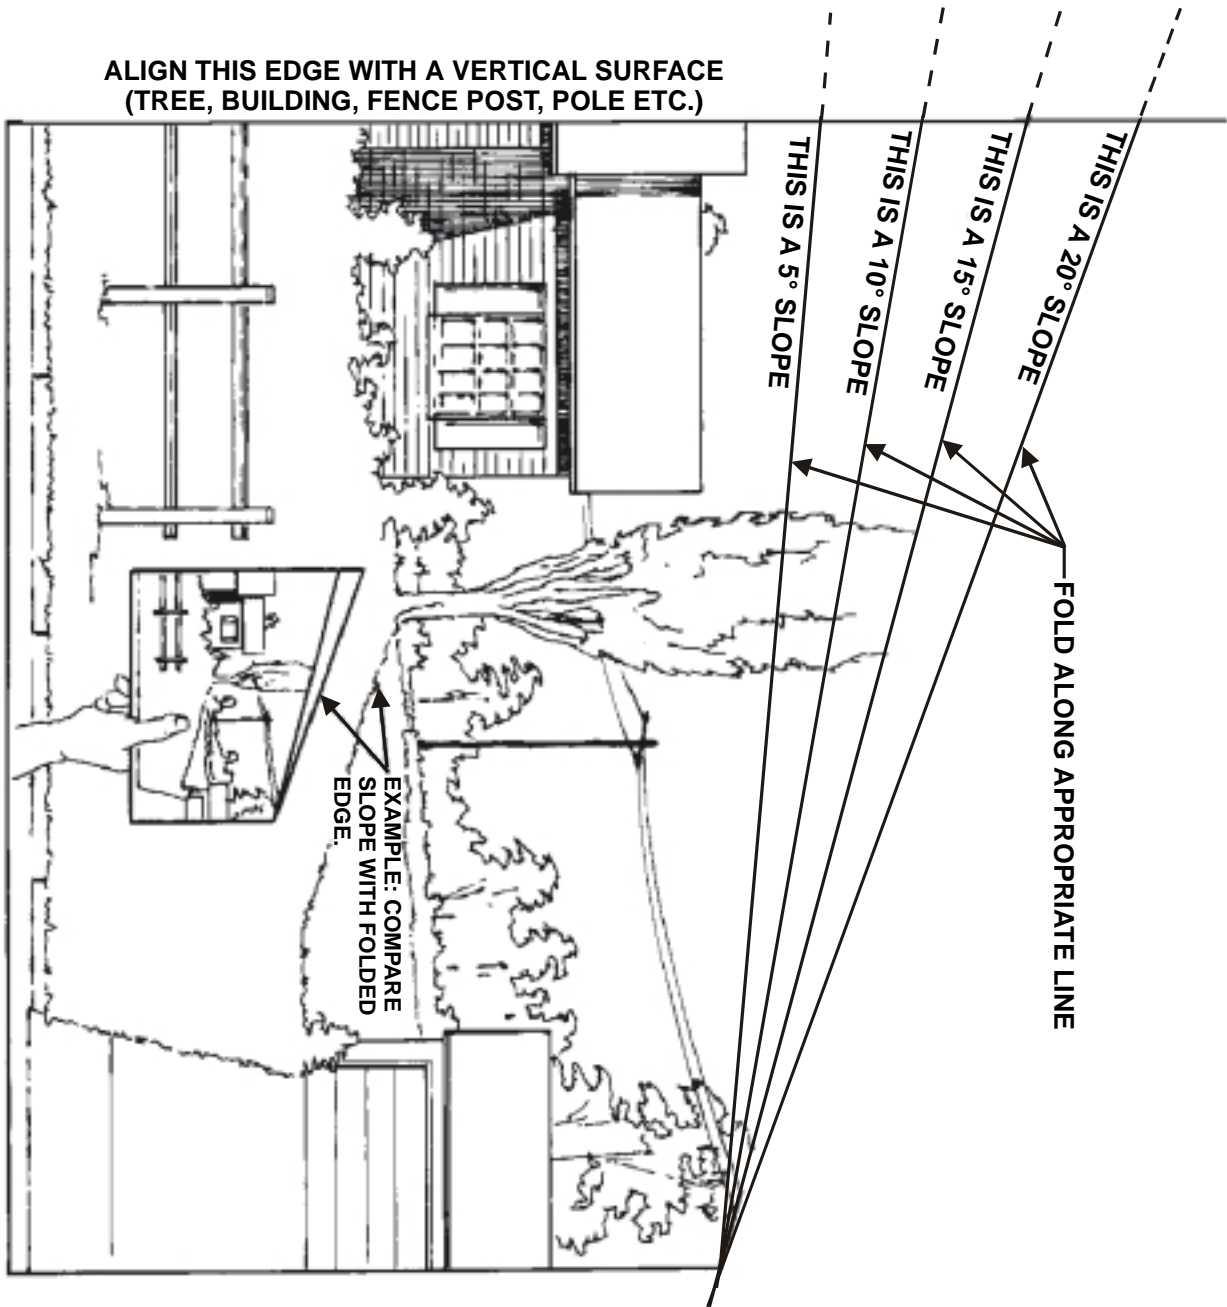 ALIGN THIS EDGE WITH A VERTICAL SURFACE
(TREE, BUILDING, FENCE POST, POLE ETC.)
THIS IS A 20° SLOPE
THIS IS A 15° SLOPE
THIS IS A 10° SLOPE
THIS IS A 5° SLOPE
FOLD ALONG APPROPRIATE LINE
EXAMPLE: COMPARE
SLOPE WITH FOLDED
EDGE.